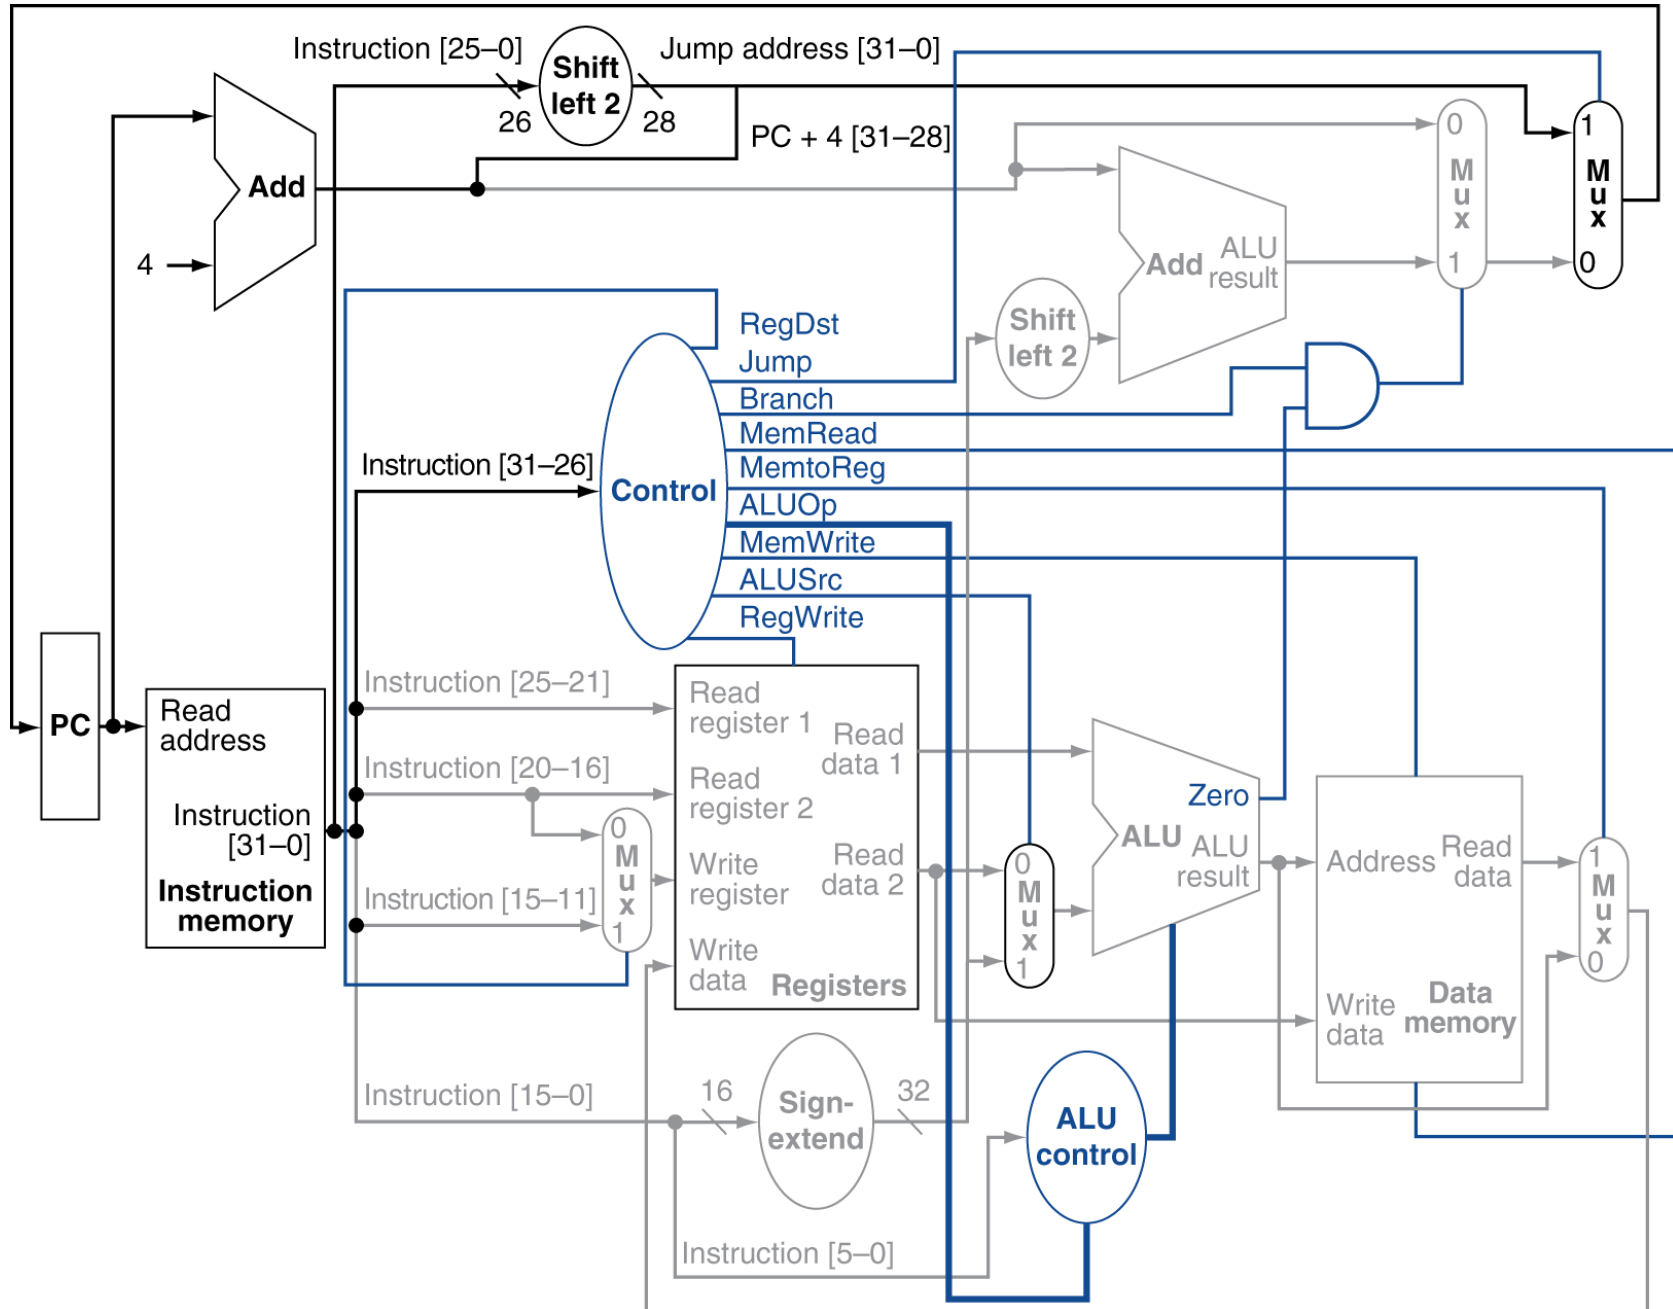 Instruction [25–0]
Shift
left 2
Jump address [31–0]
26
28
PC + 4 [31–28]
Add
4
0
M
u
x
1
1
M
u
x
0
Add
ALU
result
Shift
left 2
RegDst
Jump
Branch
MemRead
MemtoReg
ALUOp
MemWrite
ALUSrc
RegWrite
Instruction [31–26]
Control
PC
Read
address
Instruction
[31–0]
Instruction
memory
Instruction [25–21]
Instruction [20–16]
Instruction [15–11]
0
M
u
x
1
Read
register 1
Read
register 2
Write
register
Write
data
Read
data 1
Read
data 2
Registers
0
M
u
x
1
Zero
ALU
ALU
result
Address
Read
data
Write
data
Data
memory
1
M
u
x
0
Instruction [15–0]
16
Sign-
extend
32
ALU
control
Instruction [5–0]